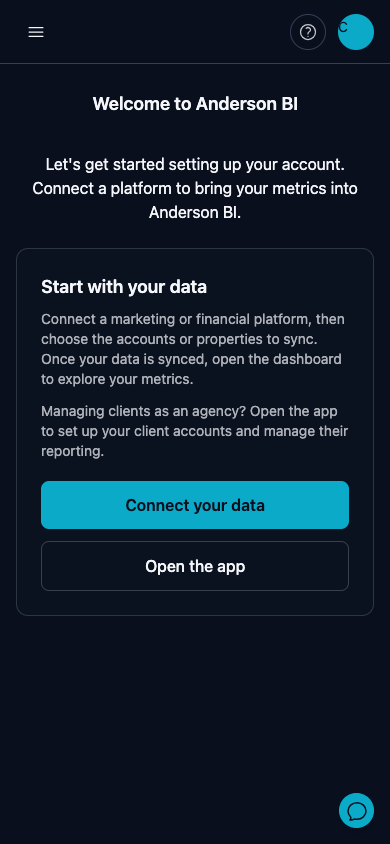 C
Welcome to Anderson BI
Let's get started setting up your account.
Connect a platform to bring your metrics into
Anderson BI.
Start with your data
Connect a marketing or financial platform, then
choose the accounts or properties to sync.
Once your data is synced, open the dashboard
to explore your metrics.
Managing clients as an agency? Open the app
to set up your client accounts and manage their
reporting.
Connect your data
Open the app